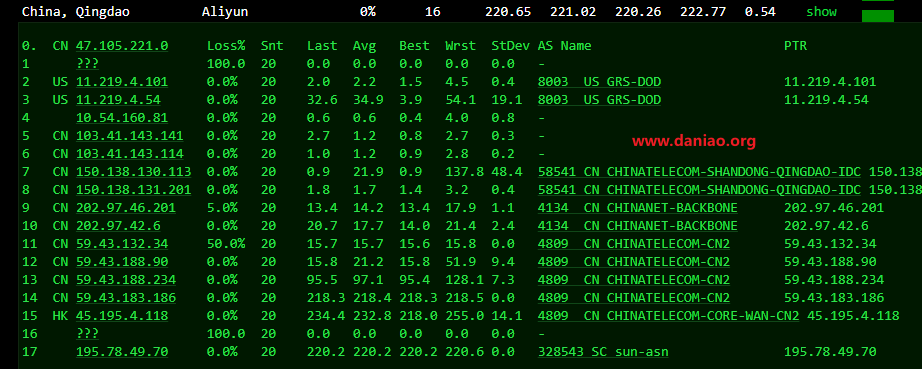 China, Qingdao Aliyun 0% 16 220.65 221.02 220.26 222.77 0.54 show
0. CN 47.105.221.0 Loss% Snt Last Avg Best Wrst StDev AS Name PTR
1 ??? 100.0 20 0.0 0.0 0.0 0.0 0.0 -
2 US 11.219.4.101 0.0% 20 2.0 2.2 1.5 4.5 0.4 8003 US GRS-DOD 11.219.4.101
3 US 11.219.4.54 0.0% 20 32.6 34.9 3.9 54.1 19.1 8003 US GRS-DOD 11.219.4.54
4 10.54.160.81 0.0% 20 0.6 0.6 0.4 4.0 0.8 -
5 CN 103.41.143.141 0.0% 20 2.7 1.2 0.8 2.7 0.3 -
www.daniao.org
6 CN 103.41.143.114 0.0% 20 1.0 1.2 0.9 2.8 0.2 -
7 CN 150.138.130.113 0.0% 20 0.9 21.9 0.9 137.8 48.4 58541 CN CHINATELECOM-SHANDONG-QINGDAO-IDC 150.138
8 CN 150.138.131.201 0.0% 20 1.8 1.7 1.4 3.2 0.4 58541 CN CHINATELECOM-SHANDONG-QINGDAO-IDC 150.138
9 CN 202.97.46.201 5.0% 20 13.4 14.2 13.4 17.9 1.1 4134 CN CHINANET-BACKBONE 202.97.46.201
10 CN 202.97.42.6 0.0% 20 20.7 17.7 14.0 21.4 2.4 4134 CN CHINANET-BACKBONE 202.97.42.6
11 CN 59.43.132.34 50.0% 20 15.7 15.7 15.6 15.8 0.0 4809 CN CHINATELECOM-CN2 59.43.132.34
12 CN 59.43.188.90 0.0% 20 15.8 21.2 15.8 51.9 9.4 4809 CN CHINATELECOM-CN2 59.43.188.90
13 CN 59.43.188.234 0.0% 20 95.5 97.1 95.4 128.1 7.3 4809 CN CHINATELECOM-CN2 59.43.188.234
14 CN 59.43.183.186 0.0% 20 218.3 218.4 218.3 218.5 0.0 4809 CN CHINATELECOM-CN2 59.43.183.186
15 HK 45.195.4.118 0.0% 20 234.4 232.8 218.0 255.0 14.1 4809 CN CHINATELECOM-CORE-WAN-CN2 45.195.4.118
16 ??? 100.0 20 0.0 0.0 0.0 0.0 0.0 -
17 195.78.49.70 0.0% 20 220.2 220.2 220.2 220.6 0.0 328543 SC sun-asn 195.78.49.70